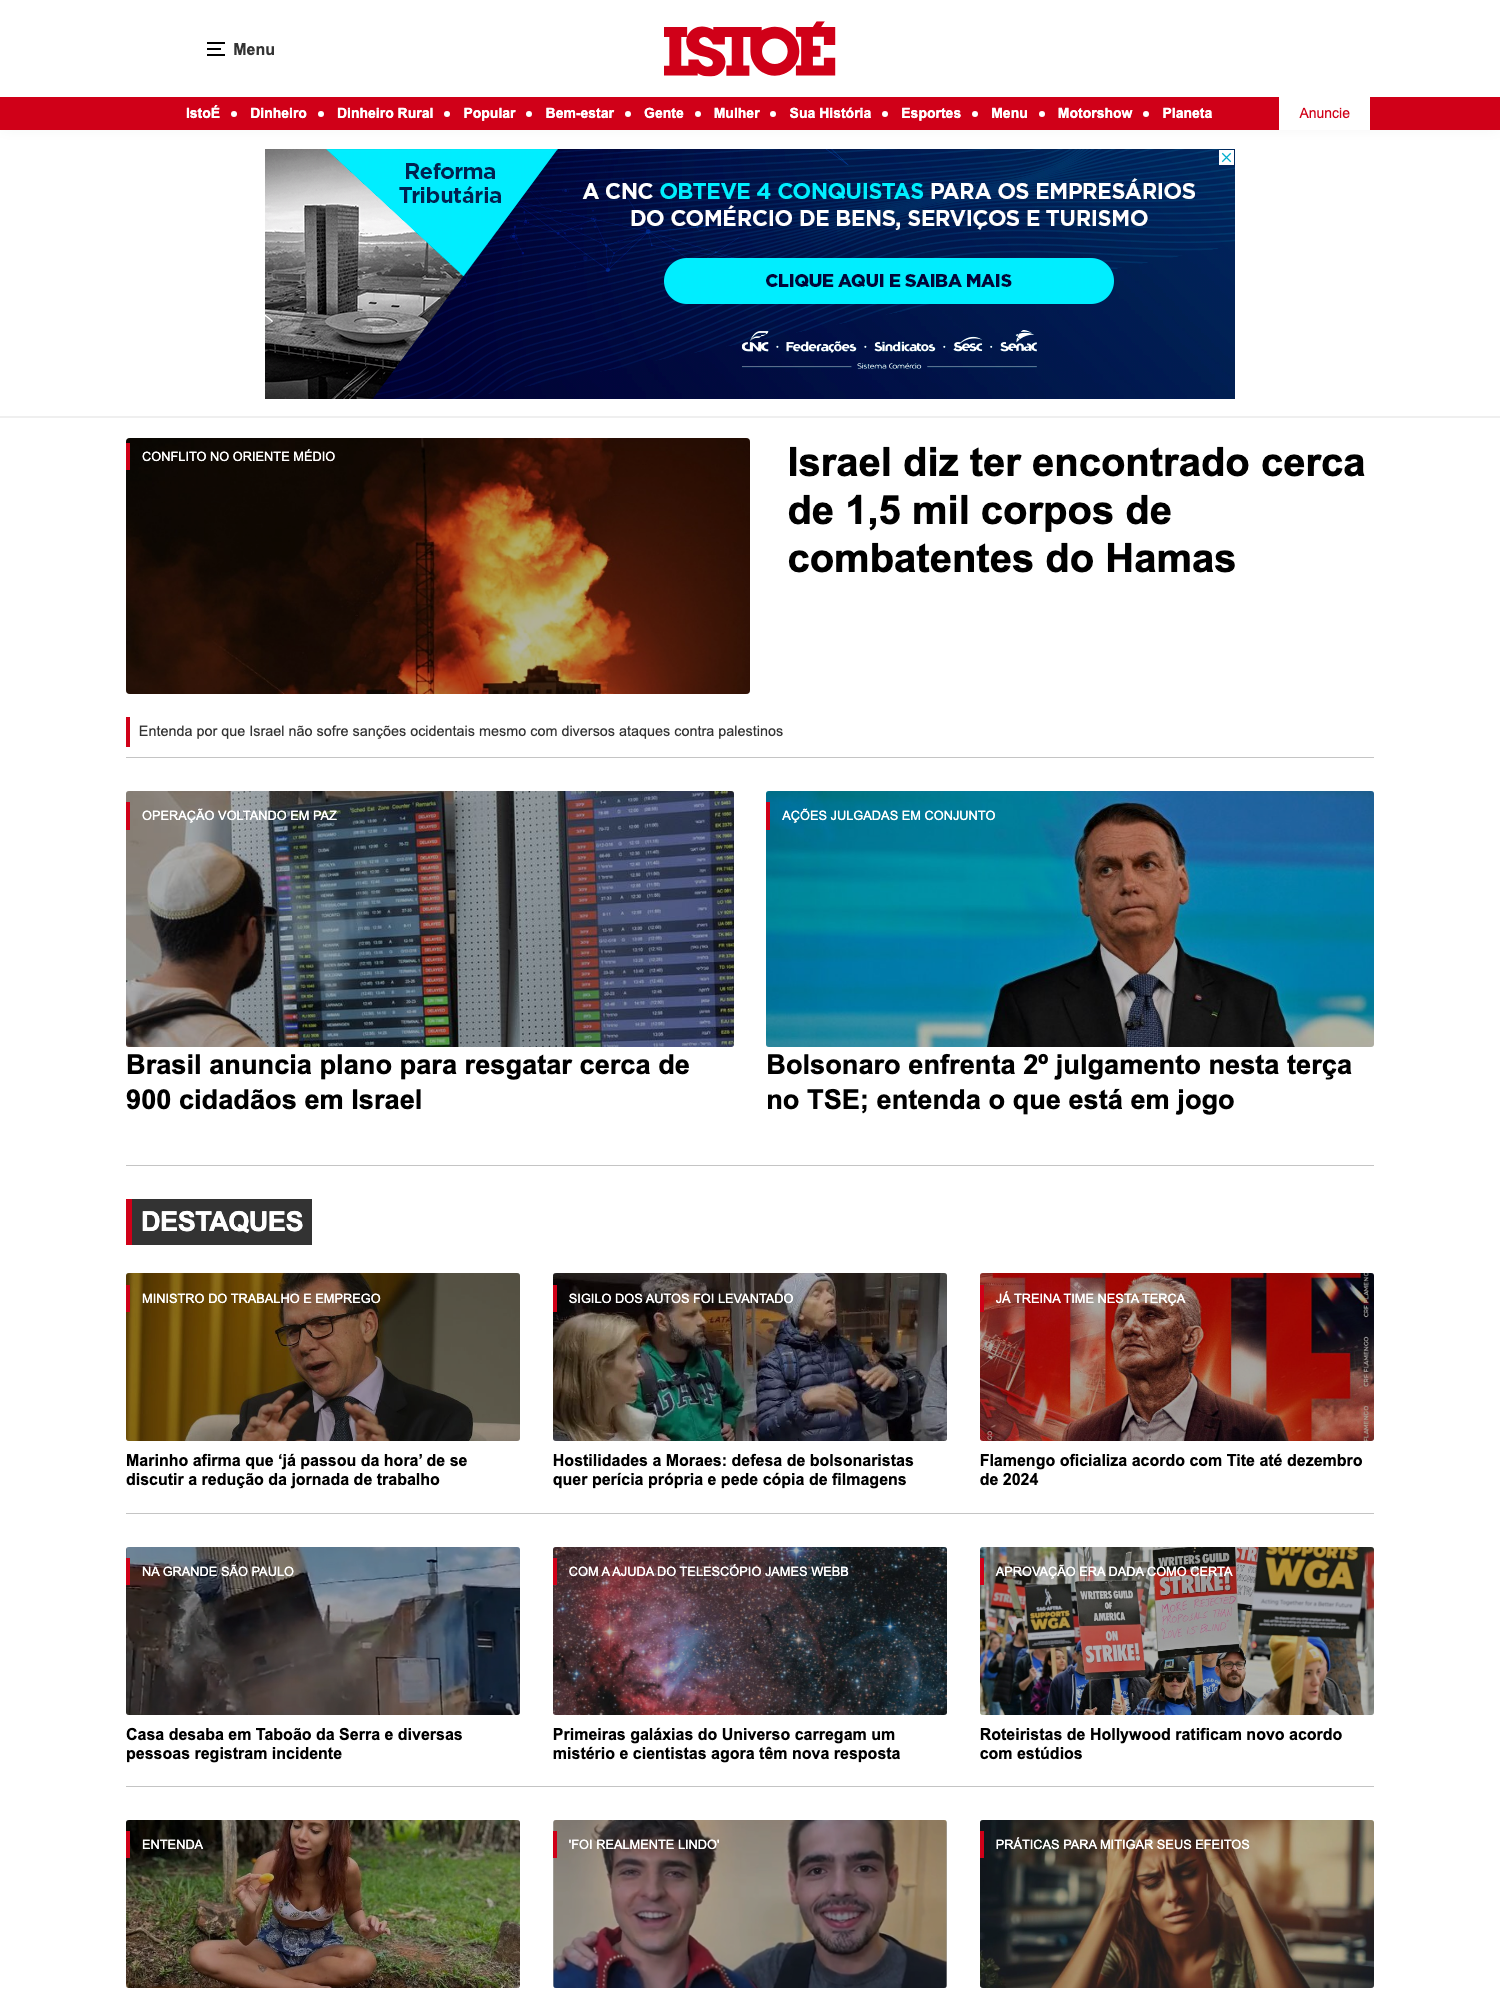 Menu
ISTOÉ
IstoÉ • Dinheiro • Dinheiro Rural • Popular • Bem-estar • Gente • Mulher • Sua História • Esportes • Menu • Motorshow • Planeta
Anuncie
Reforma
Tributária
A CNC OBTEVE 4 CONQUISTAS PARA OS EMPRESÁRIOS
DO COMÉRCIO DE BENS, SERVIÇOS E TURISMO
CLIQUE AQUI E SAIBA MAIS
CNC · Federações · Sindicatos · Sesc · Senac
Sistema Comércio
CONFLITO NO ORIENTE MÉDIO
Israel diz ter encontrado cerca
de 1,5 mil corpos de
combatentes do Hamas
Entenda por que Israel não sofre sanções ocidentais mesmo com diversos ataques contra palestinos
OPERAÇÃO VOLTANDO EM PAZ
Brasil anuncia plano para resgatar cerca de
900 cidadãos em Israel
AÇÕES JULGADAS EM CONJUNTO
Bolsonaro enfrenta 2º julgamento nesta terça
no TSE; entenda o que está em jogo
DESTAQUES
MINISTRO DO TRABALHO E EMPREGO
Marinho afirma que ‘já passou da hora’ de se
discutir a redução da jornada de trabalho
SIGILO DOS AUTOS FOI LEVANTADO
GAP
Hostilidades a Moraes: defesa de bolsonaristas
quer perícia própria e pede cópia de filmagens
JÁ TREINA TIME NESTA TERÇA
CRF FLAMENGO
Flamengo oficializa acordo com Tite até dezembro
de 2024
NA GRANDE SÃO PAULO
Casa desaba em Taboão da Serra e diversas
pessoas registram incidente
COM A AJUDA DO TELESCÓPIO JAMES WEBB
Primeiras galáxias do Universo carregam um
mistério e cientistas agora têm nova resposta
APROVAÇÃO ERA DADA COMO CERTA
SUPPORTS
WGA
WRITERS GUILD
STRIKE!
WRITERS GUILD
OF
AMERICA
ON
STRIKE!
SAG-AFTRA
SUPPORTS
WGA
Roteiristas de Hollywood ratificam novo acordo
com estúdios
ENTENDA
'FOI REALMENTE LINDO'
PRÁTICAS PARA MITIGAR SEUS EFEITOS